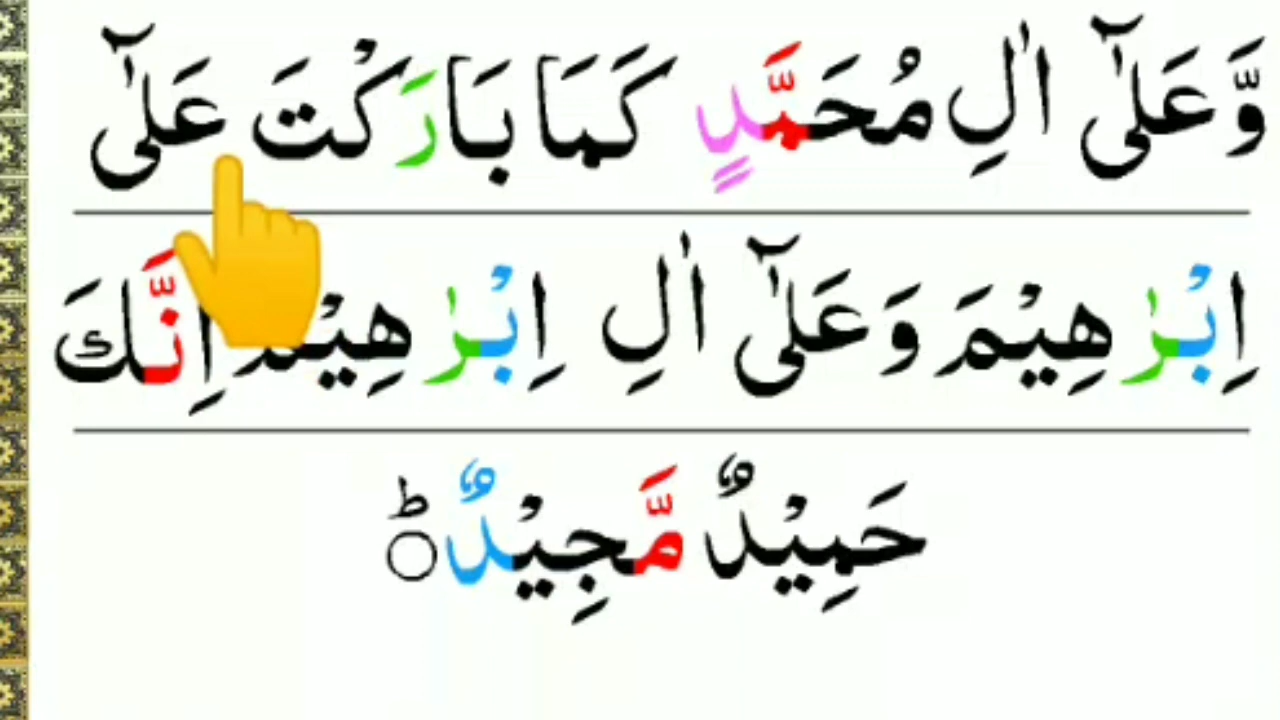 وَّعَلٰٓى اٰلِ مُحَمَّدٍ كَمَا بَارَكْتَ عَلٰٓى
اِبْرٰهِيْمَ وَعَلٰٓى اٰلِ اِبْرٰهِيْمَ اِنَّكَ
حَمِيْدٌ مَّجِيْدٌ ؕ○